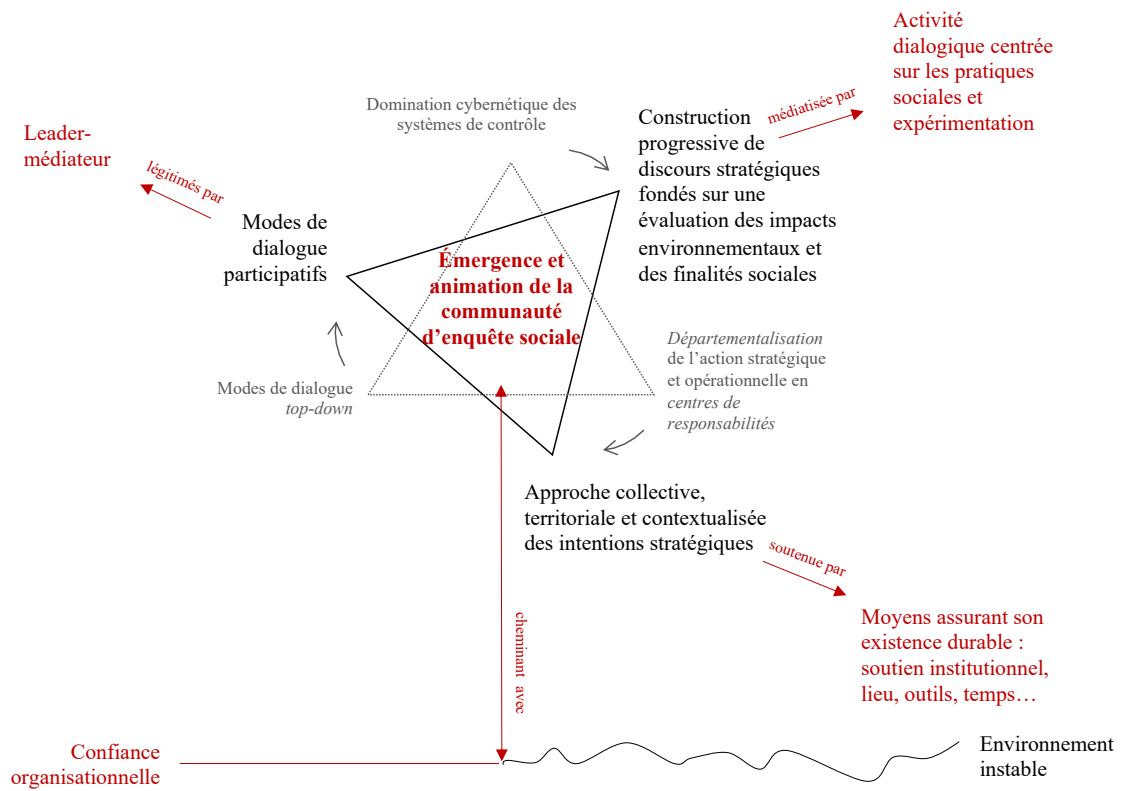 Activité
dialogique centrée
sur les pratiques
sociales et
expérimentation
médiatisée par
Domination cybernétique des
systèmes de contrôle
Construction
progressive de
discours stratégiques
fondés sur une
évaluation des impacts
environnementaux et
des finalités sociales
Leader-
médiateur
légitimés par
Modes de
dialogue
participatifs
Émergence et
animation de la
communauté
d’enquête sociale
Départementalisation
de l’action stratégique
et opérationnelle en
centres de
responsabilités
Modes de dialogue
top-down
Approche collective,
territoriale et contextualisée
des intentions stratégiques
soutenue par
Moyens assurant son
existence durable :
soutien institutionnel,
lieu, outils, temps…
cheminant avec
Confiance
organisationnelle
Environnement
instable